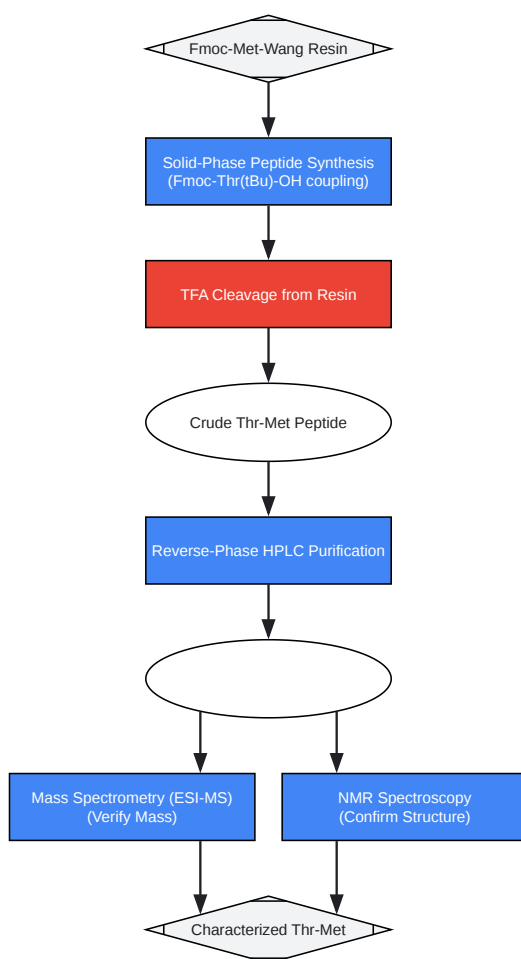 Fmoc-Met-Wang Resin
Solid-Phase Peptide Synthesis
(Fmoc-Thr(tBu)-OH coupling)
TFA Cleavage from Resin
Crude Thr-Met Peptide
Reverse-Phase HPLC Purification
Mass Spectrometry (ESI-MS)
(Verify Mass)
NMR Spectroscopy
(Confirm Structure)
Characterized Thr-Met